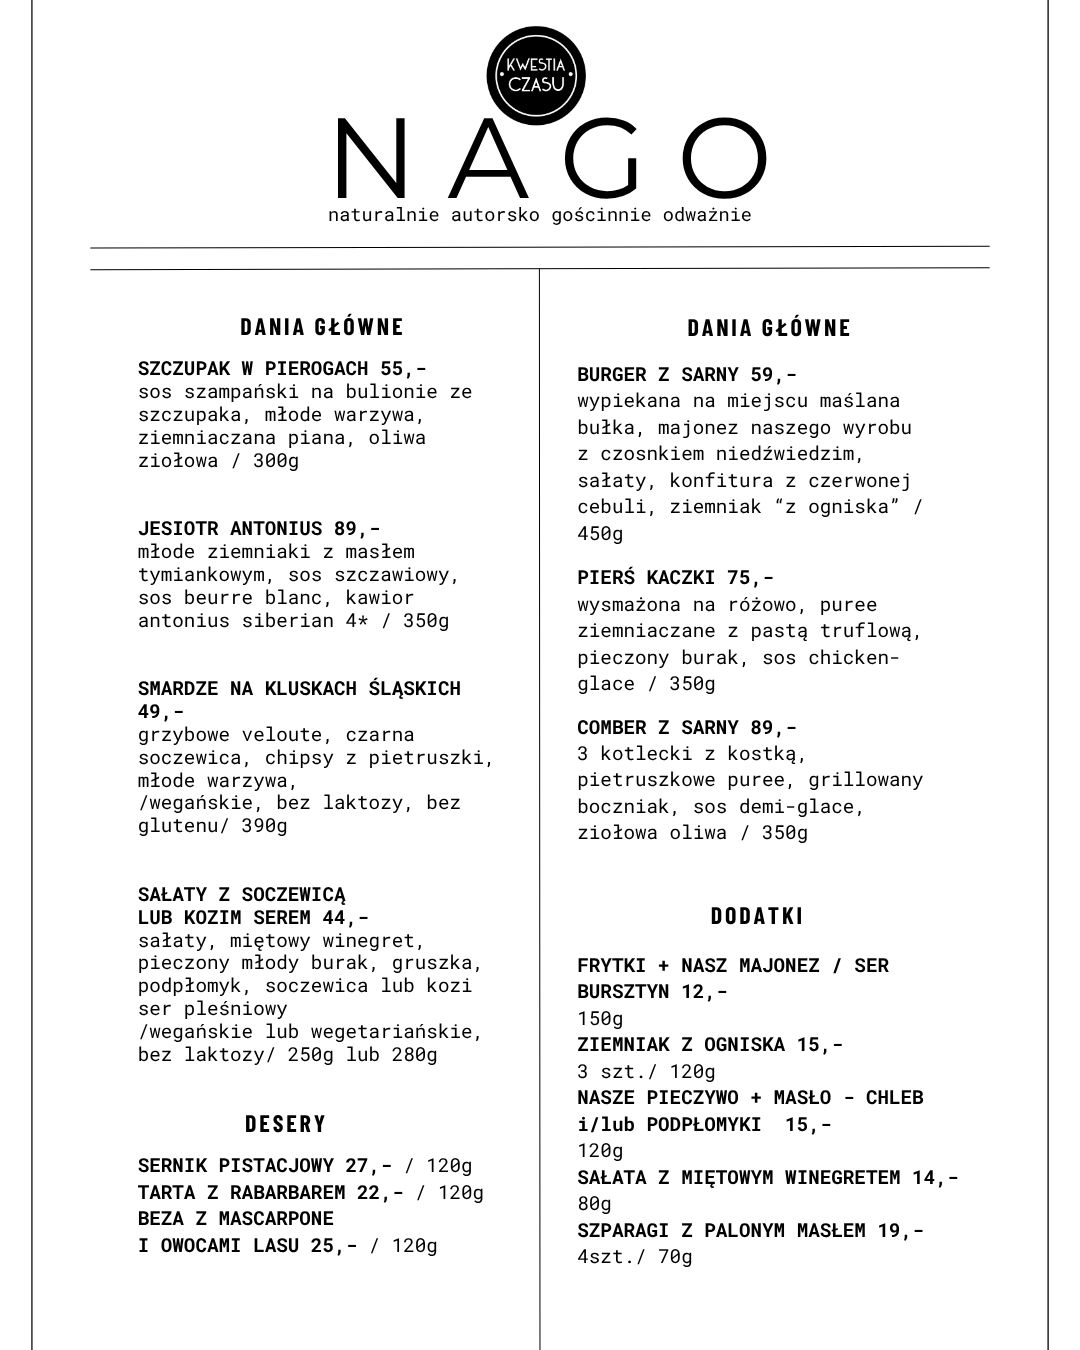 KWESTIA
CZASU
NAGO
naturalnie autorsko gościnnie odważnie
DANIA GŁÓWNE
SZCZUPAK W PIEROGACH 55,-
sos szampański na bulionie ze
szczupaka, młode warzywa,
ziemniaczana piana, oliwa
ziołowa / 300g
JESIOTR ANTONIUS 89,-
młode ziemniaki z masłem
tymiankowym, sos szczawiowy,
sos beurre blanc, kawior
antonius siberian 4* / 350g
SMARDZE NA KLUSKACH ŚLĄSKICH
49,-
grzybowe veloute, czarna
soczewica, chipsy z pietruszki,
młode warzywa,
/wegańskie, bez laktozy, bez
glutenu/ 390g
SAŁATY Z SOCZEWICĄ
LUB KOZIM SEREM 44,-
sałaty, miętowy winegret,
pieczony młody burak, gruszka,
podpłomyk, soczewica lub kozi
ser pleśniowy
/wegańskie lub wegetariańskie,
bez laktozy/ 250g lub 280g
DESERY
SERNIK PISTACJOWY 27,- / 120g
TARTA Z RABARBAREM 22,- / 120g
BEZA Z MASCARPONE
I OWOCAMI LASU 25,- / 120g
DANIA GŁÓWNE
BURGER Z SARNY 59,-
wypiekana na miejscu maślana
bułka, majonez naszego wyrobu
z czosnkiem niedźwiedzim,
sałaty, konfitura z czerwonej
cebuli, ziemniak “z ogniska” /
450g
PIERŚ KACZKI 75,-
wysmażona na różowo, puree
ziemniaczane z pastą truflową,
pieczony burak, sos chicken-
glace / 350g
COMBER Z SARNY 89,-
3 kotlecki z kostką,
pietruszkowe puree, grillowany
boczniak, sos demi-glace,
ziołowa oliwa / 350g
DODATKI
FRYTKI + NASZ MAJONEZ / SER
BURSZTYN 12,-
150g
ZIEMNIAK Z OGNISKA 15,-
3 szt./ 120g
NASZE PIECZYWO + MASŁO - CHLEB
i/lub PODPŁOMYKI  15,-
120g
SAŁATA Z MIĘTOWYM WINEGRETEM 14,-
80g
SZPARAGI Z PALONYM MASŁEM 19,-
4szt./ 70g